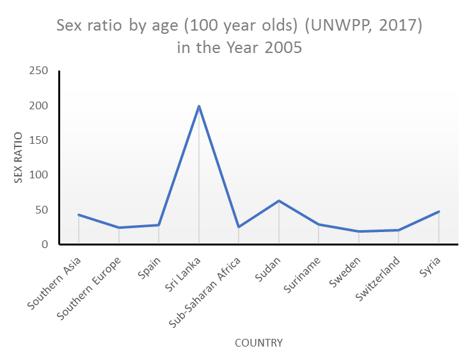 Sex ratio by age (100 year olds) (UNWPP, 2017)
in the Year 2005
250
200
150
100
50
0
SEX RATIO
Southern Asia
Southern Europe
Spain
Sri Lanka
Sub-Saharan Africa
Sudan
Suriname
Sweden
Switzerland
Syria
COUNTRY